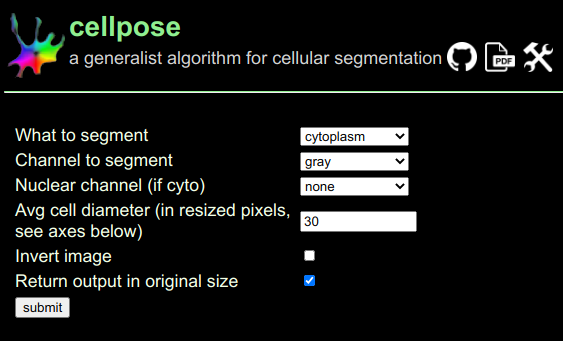 cellpose
a generalist algorithm for cellular segmentation
PDF
What to segment cytoplasm
Channel to segment gray
Nuclear channel (if cyto) none
Avg cell diameter (in resized pixels,
see axes below) 30
Invert image
Return output in original size
submit